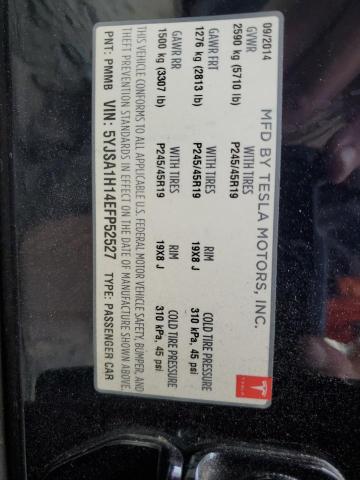 MFD BY TESLA MOTORS, INC.
TESLA
09/2014
GVWR
2590 kg (5710 lb)
WITH TIRES
P245/45R19
RIM
19X8 J
COLD TIRE PRESSURE
310 kPa, 45 psi
GAWR FRT
1276 kg (2813 lb)
P245/45R19
GAWR RR
1500 kg (3307 lb)
WITH TIRES
P245/45R19
RIM
19X8 J
COLD TIRE PRESSURE
310 kPa, 45 psi
THIS VEHICLE CONFORMS TO ALL APPLICABLE U.S. FEDERAL MOTOR VEHICLE SAFETY, BUMPER, AND
THEFT PREVENTION STANDARDS IN EFFECT ON THE DATE OF MANUFACTURE SHOWN ABOVE.
PNT: PMMB VIN: 5YJSA1H14EFP52527 TYPE: PASSENGER CAR